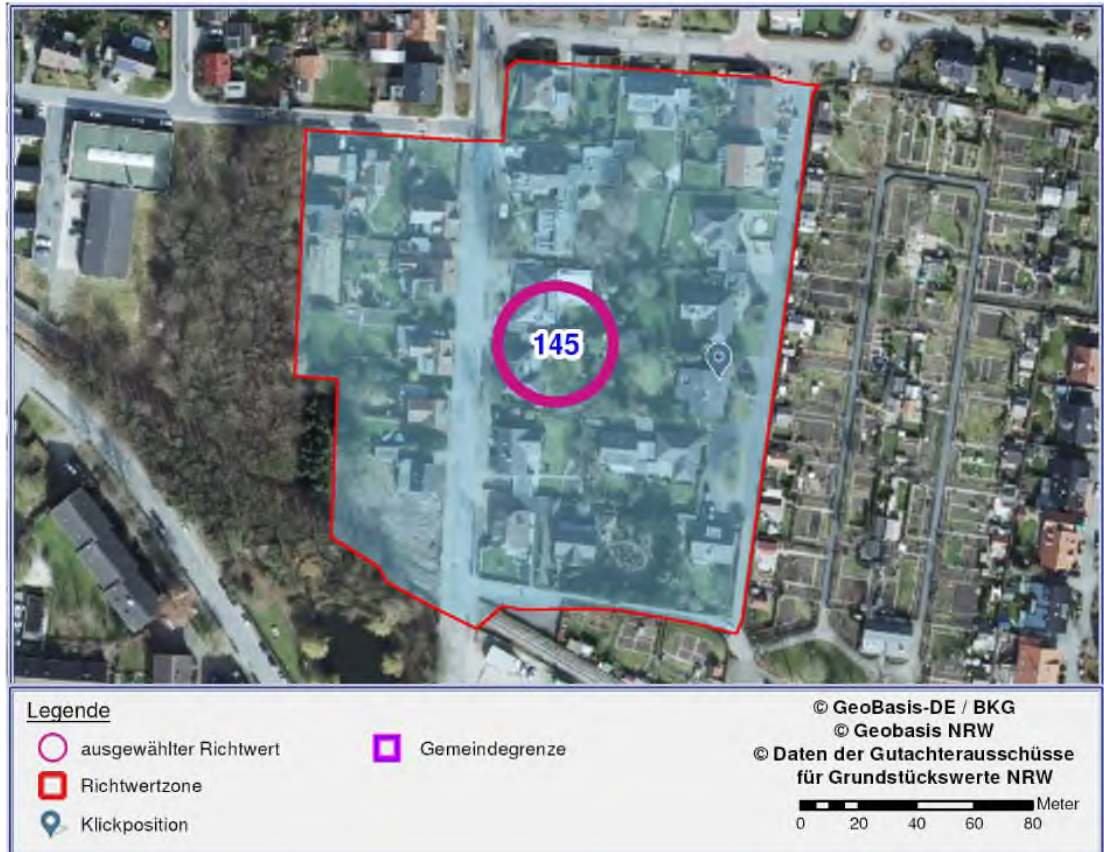 145
Legende
ausgewählter Richtwert
Gemeindegrenze
Richtwertzone
Klickposition
© GeoBasis-DE / BKG
© Geobasis NRW
© Daten der Gutachterausschüsse
für Grundstückswerte NRW
Meter
0 20 40 60 80